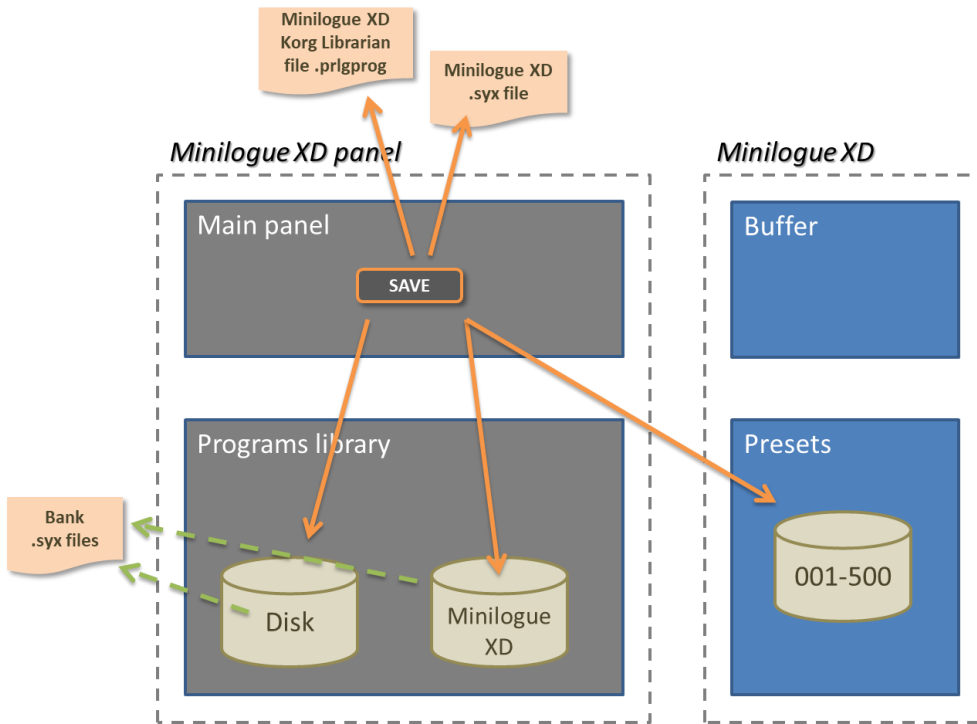 Minilogue XD
Korg Librarian
file .prlgprog
Minilogue XD
.syx file
Minilogue XD panel
Minilogue XD
Main panel
Buffer
SAVE
Programs library
Presets
Bank
.syx files
Disk
Minilogue
XD
001-500